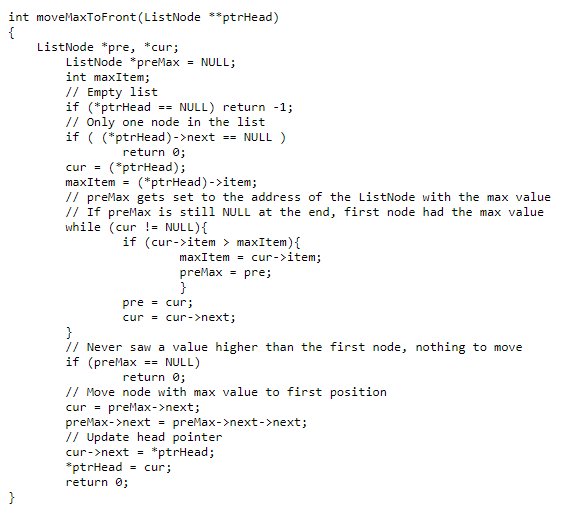 int moveMaxToFront(ListNode **ptrHead)
{
    ListNode *pre, *cur;
        ListNode *preMax = NULL;
        int maxItem;
        // Empty list
        if (*ptrHead == NULL) return -1;
        // Only one node in the list
        if ( (*ptrHead)->next == NULL )
                return 0;
        cur = (*ptrHead);
        maxItem = (*ptrHead)->item;
        // preMax gets set to the address of the ListNode with the max value
        // If preMax is still NULL at the end, first node had the max value
        while (cur != NULL){
                if (cur->item > maxItem){
                        maxItem = cur->item;
                        preMax = pre;
                        }
                pre = cur;
                cur = cur->next;
        }
        // Never saw a value higher than the first node, nothing to move
        if (preMax == NULL)
                return 0;
        // Move node with max value to first position
        cur = preMax->next;
        preMax->next = preMax->next->next;
        // Update head pointer
        cur->next = *ptrHead;
        *ptrHead = cur;
        return 0;
}